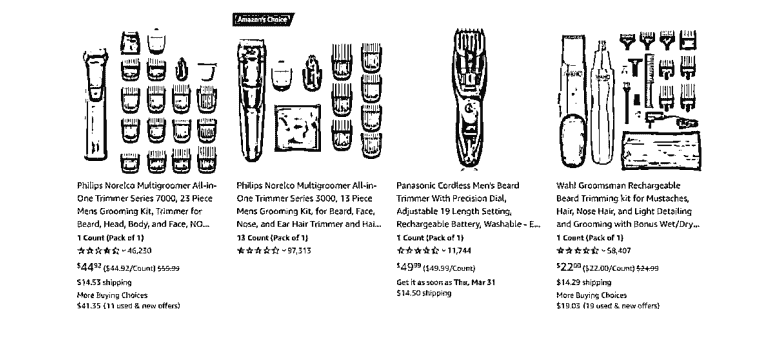 Amazon's Choice
Philips Norelco Multigroomer All-in-
One Trimmer Series 7000, 23 Piece
Mens Grooming Kit, Trimmer for
Beard, Head, Body, and Face, NO...
1 Count (Pack of 1)
46,230
$44⁹² ($44.92/Count) $59.99
$14.53 shipping
More Buying Choices
$41.35 (11 used & new offers)
Philips Norelco Multigroomer All-in-
One Trimmer Series 3000, 13 Piece
Mens Grooming Kit, for Beard, Face,
Nose, and Ear Hair Trimmer and Hai...
13 Count (Pack of 1)
97,313
Panasonic Cordless Men's Beard
Trimmer With Precision Dial,
Adjustable 19 Length Setting,
Rechargeable Battery, Washable - E...
1 Count (Pack of 1)
11,744
$49⁹⁹ ($49.99/Count)
Get it as soon as Thu, Mar 31
$14.50 shipping
Wahl Groomsman Rechargeable
Beard Trimming kit for Mustaches,
Hair, Nose Hair, and Light Detailing
and Grooming with Bonus Wet/Dry...
1 Count (Pack of 1)
58,407
$22⁰⁰ ($22.00/Count) $24.99
$14.29 shipping
More Buying Choices
$19.03 (19 used & new offers)